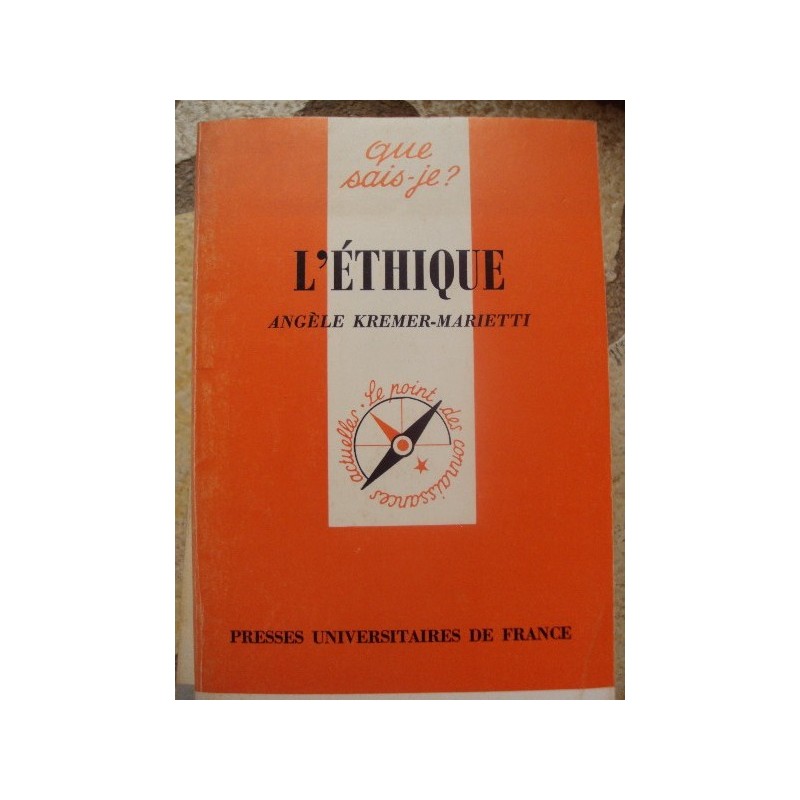 que
sais-je?
L'ÉTHIQUE
ANGÈLE KREMER-MARIETTI
Le point des connaissances actuelles.
PRESSES UNIVERSITAIRES DE FRANCE